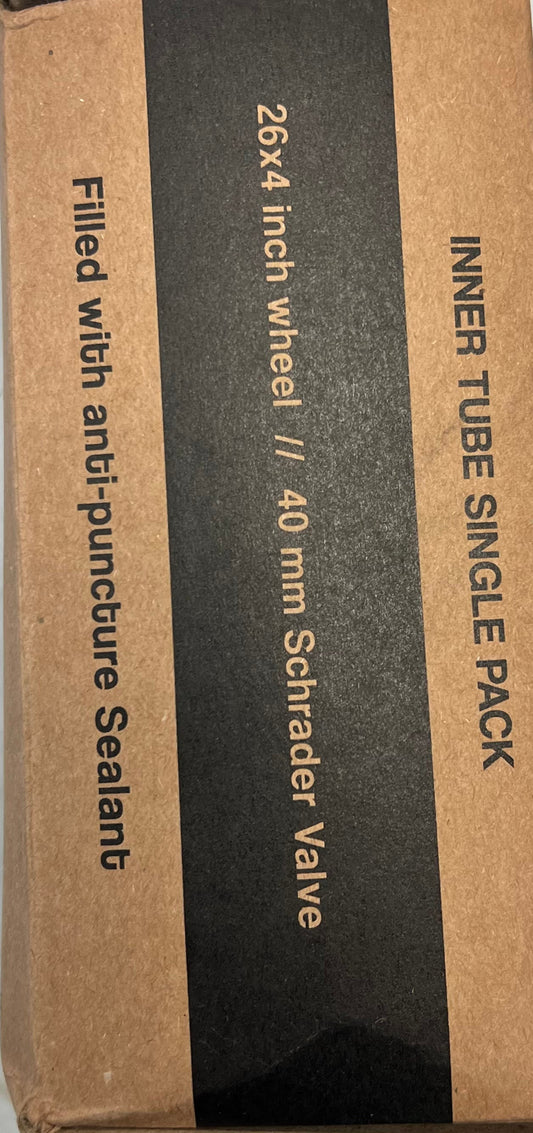 INNER TUBE SINGLE PACK
26x4 inch wheel // 40 mm Schrader Valve
Filled with anti-puncture Sealant